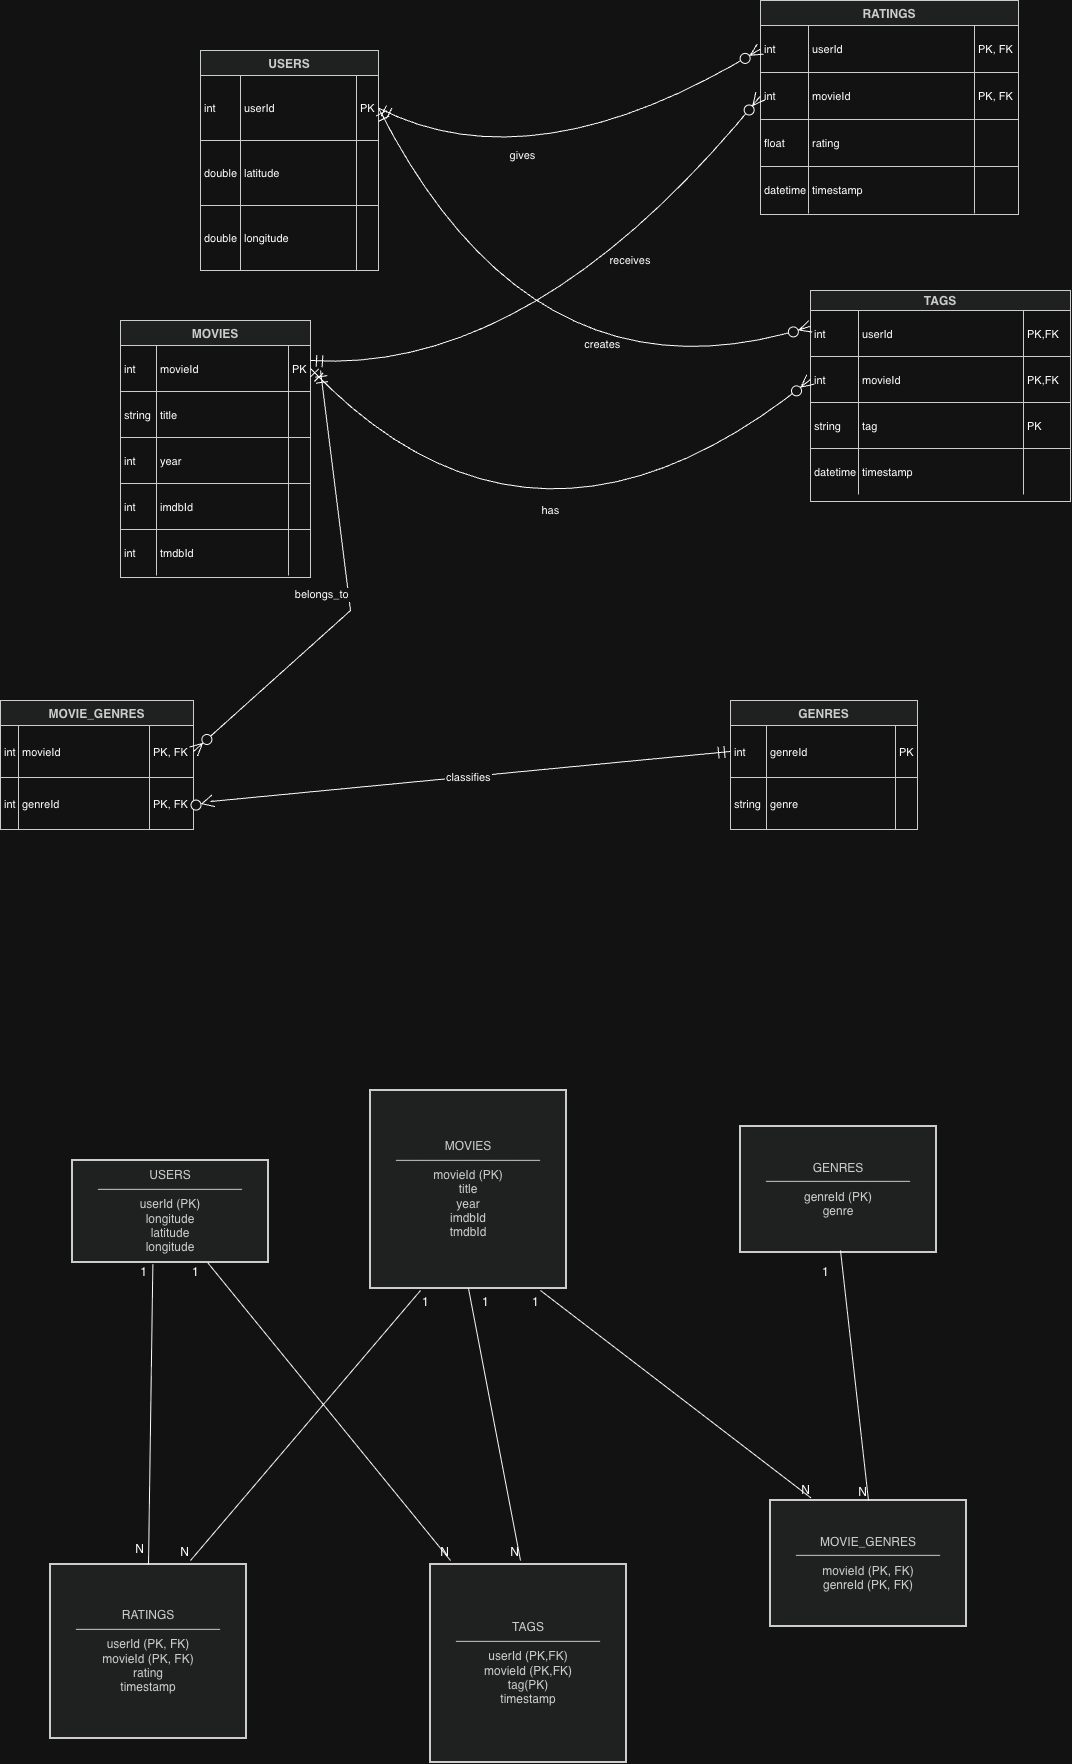 RATINGS
int userId PK, FK
int movieId PK, FK
float rating
datetime timestamp
USERS
int userId PK
double latitude
double longitude
gives
receives
creates
has
TAGS
int userId PK,FK
int movieId PK,FK
string tag PK
datetime timestamp
MOVIES
int movieId PK
string title
int year
int imdbId
int tmdbId
belongs_to
MOVIE_GENRES
int movieId PK, FK
int genreId PK, FK
classifies
GENRES
int genreId PK
string genre
USERS
userId (PK)
longitude
latitude
longitude
MOVIES
movieId (PK)
title
year
imdbId
tmdbId
GENRES
genreId (PK)
genre
1
1
1
1
1
1
N
N
N
N
N
N
RATINGS
userId (PK, FK)
movieId (PK, FK)
rating
timestamp
TAGS
userId (PK,FK)
movieId (PK,FK)
tag(PK)
timestamp
MOVIE_GENRES
movieId (PK, FK)
genreId (PK, FK)